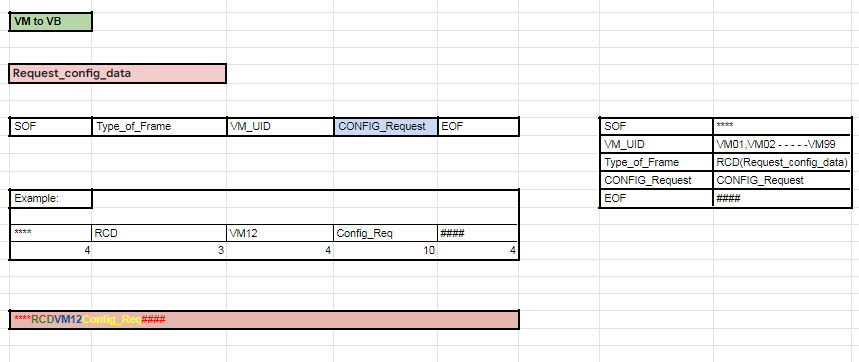 VM to VB
Request_config_data
SOF Type_of_Frame VM_UID CONFIG_Request EOF
SOF ****
VM_UID VM01,VM02 - - - - -VM99
Type_of_Frame RCD(Request_config_data)
CONFIG_Request CONFIG_Request
EOF ####
Example:
**** RCD VM12 Config_Req ####
4 3 4 10 4
****RCDVM12Config_Req####